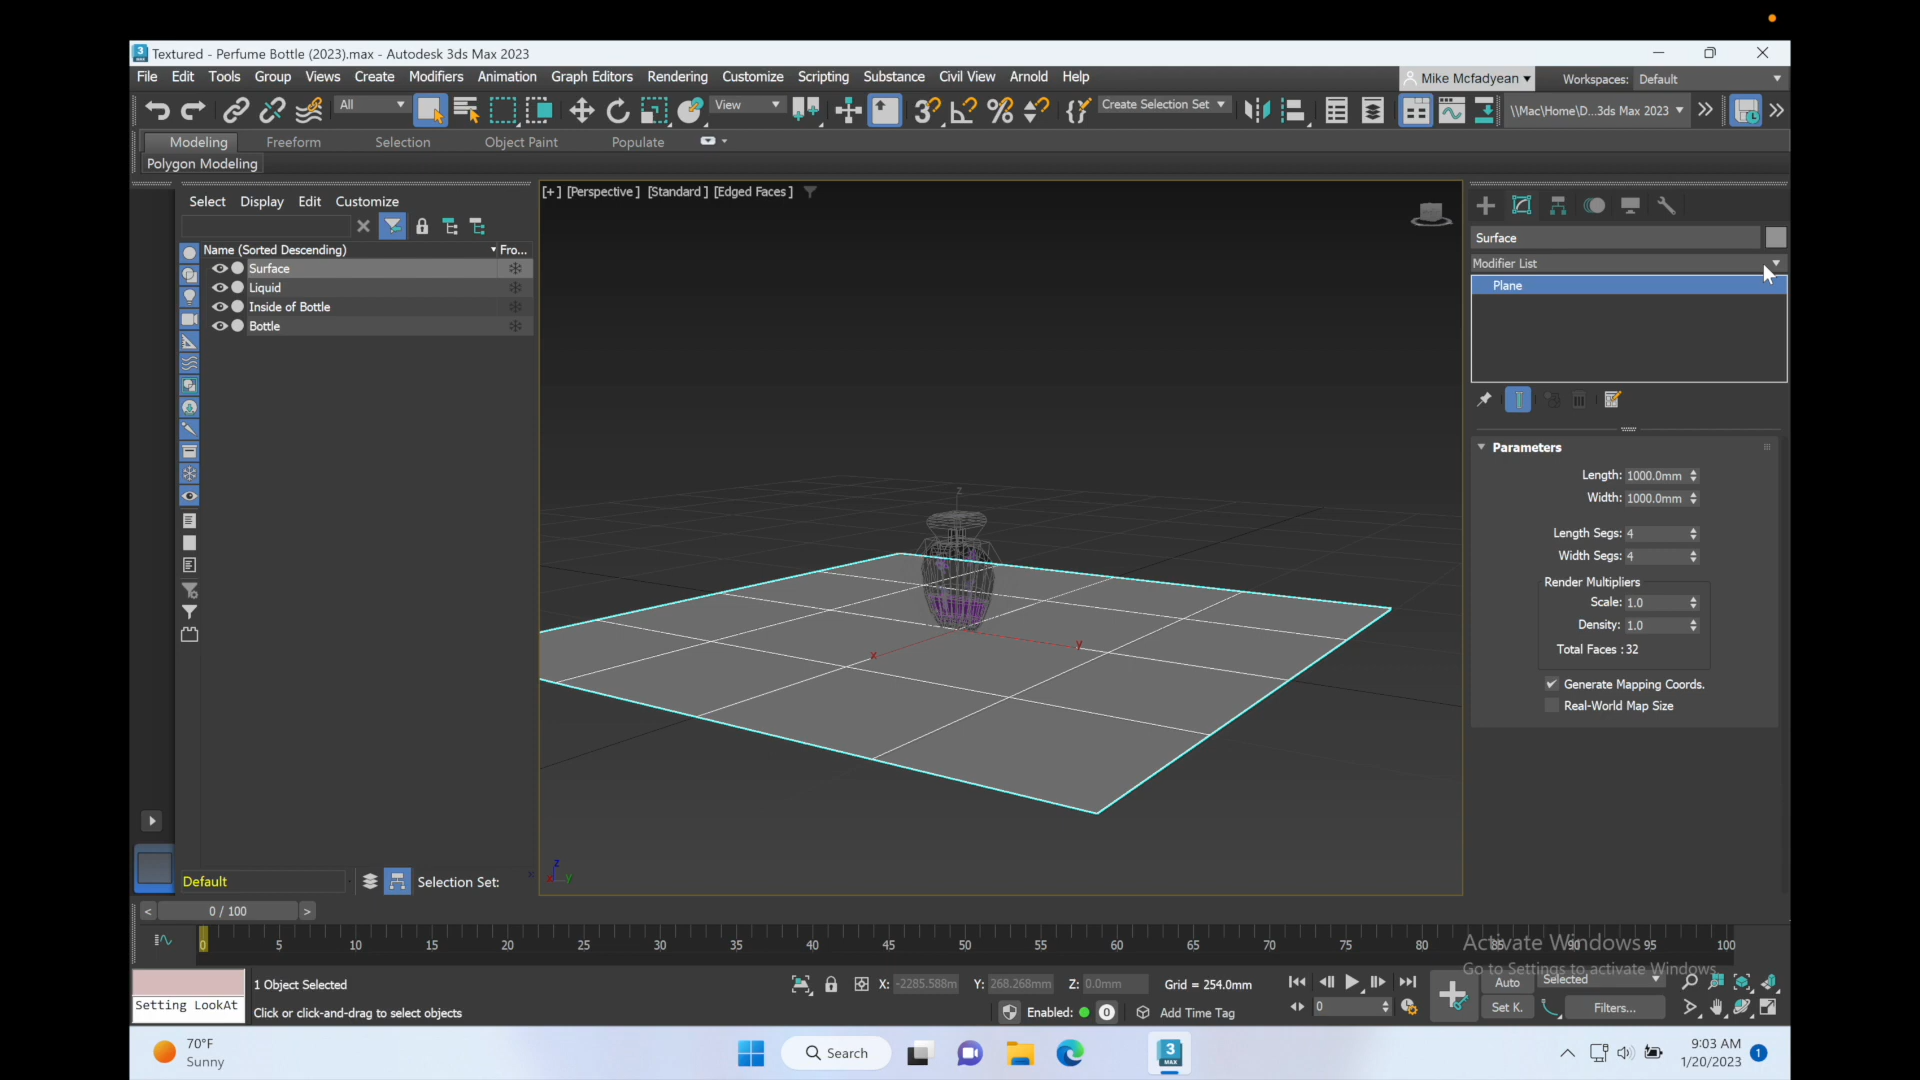 Textured - Perfume Bottle (2023).max - Autodesk 3ds Max 2023
File Edit Tools Group Views Create Modifiers Animation Graph Editors Rendering Customize Scripting Substance Civil View Arnold Help
Mike Mcfadyean
Workspaces: Default
All
View
Create Selection Set
\\Mac\Home\D...3ds Max 2023
Modeling Freeform Selection Object Paint Populate
Polygon Modeling
Select Display Edit Customize
Name (Sorted Descending) Fro...
Surface
Liquid
Inside of Bottle
Bottle
[+] [Perspective] [Standard] [Edged Faces]
z
x
y
z
x y
Surface
Modifier List
Plane
Parameters
Length: 1000.0mm
Width: 1000.0mm
Length Segs: 4
Width Segs: 4
Render Multipliers
Scale: 1.0
Density: 1.0
Total Faces : 32
Generate Mapping Coords.
Real-World Map Size
Default
Selection Set:
< 0 / 100 >
0 5 10 15 20 25 30 35 40 45 50 55 60 65 70 75 80 85 90 95 100
Activate Windows
Go to Settings to activate Windows.
Setting LookAt
1 Object Selected
Click or click-and-drag to select objects
X: -2285.588m Y: 268.268mm Z: 0.0mm Grid = 254.0mm
Enabled: 0 Add Time Tag
0
Auto Selected
Set K. Filters...
70°F
Sunny
Search
3
MAX
9:03 AM
1/20/2023
1